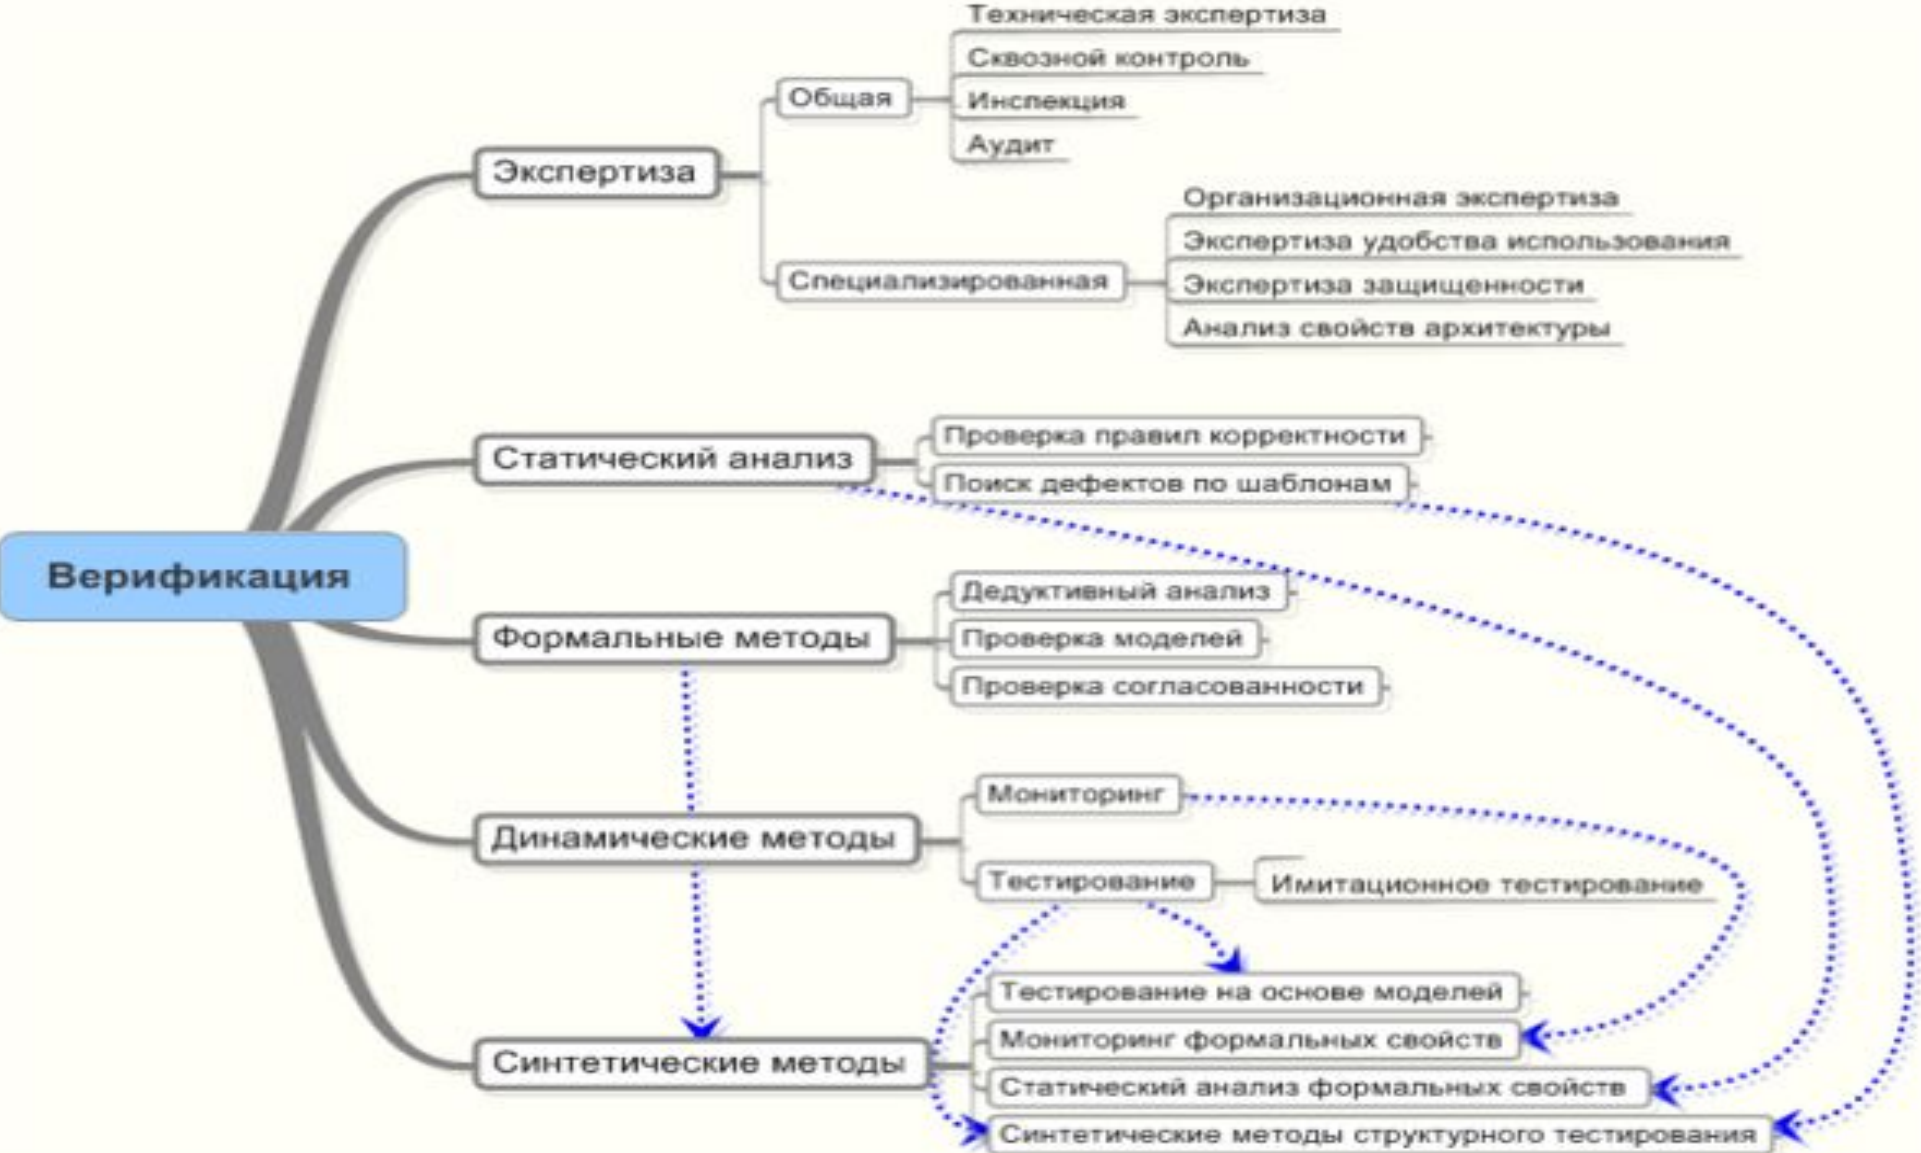 Техническая экспертиза
Сквозной контроль
Общая
Инспекция
Аудит
Экспертиза
Организационная экспертиза
Экспертиза удобства использования
Специализированная
Экспертиза защищенности
Анализ свойств архитектуры
Статический анализ
Проверка правил корректности
Поиск дефектов по шаблонам
Верификация
Формальные методы
Дедуктивный анализ
Проверка моделей
Проверка согласованности
Динамические методы
Мониторинг
Тестирование
Имитационное тестирование
Синтетические методы
Тестирование на основе моделей
Мониторинг формальных свойств
Статический анализ формальных свойств
Синтетические методы структурного тестирования